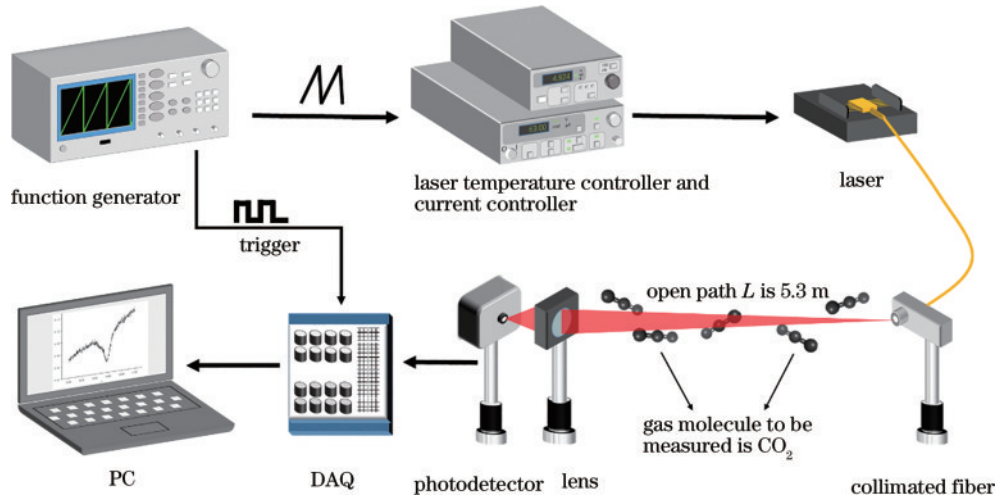 function generator
laser temperature controller and
current controller
laser
trigger
open path L is 5.3 m
gas molecule to be
measured is CO₂
PC
DAQ
photodetector
lens
collimated fiber